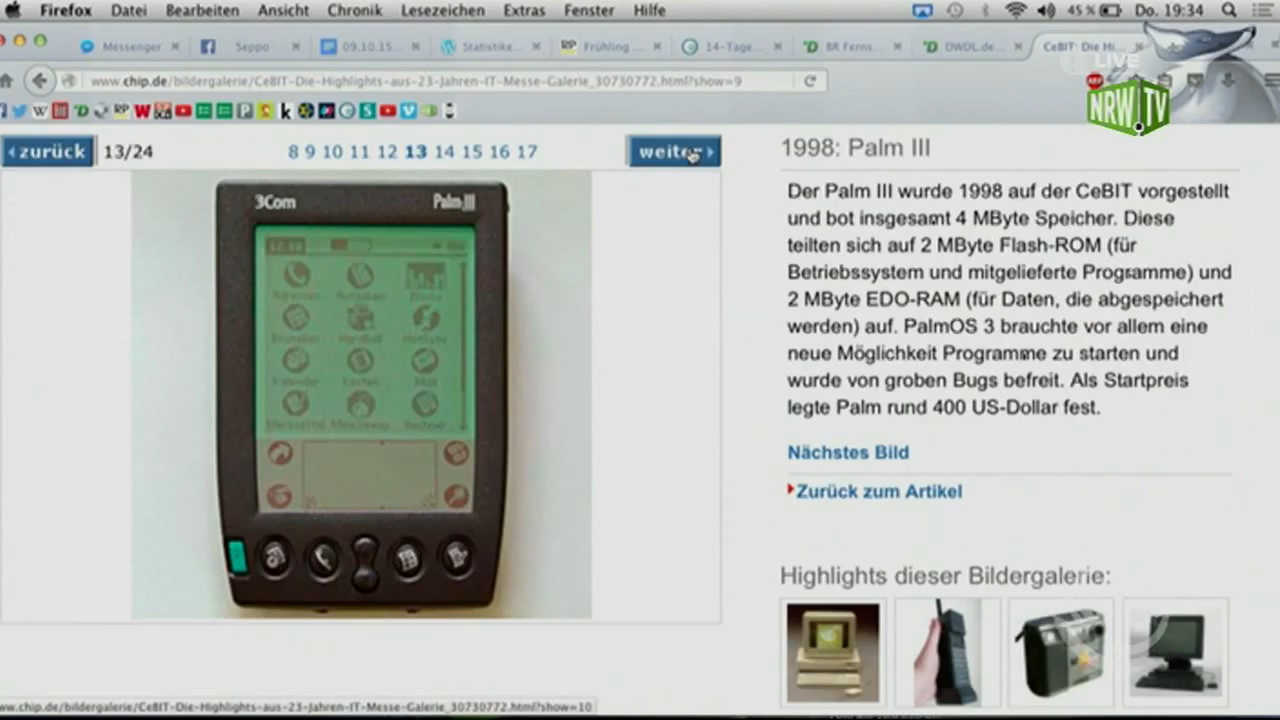 Firefox Datei Bearbeiten Ansicht Chronik Lesezeichen Extras Fenster Hilfe 45 % Do. 19:34
Messenger Seppo 09.10.15... Statistike... Frühling 14-Tage... BR Ferns... DWDL.de... CeBIT: Die Hi
LIVE
www.chip.de/bildergalerie/CeBIT-Die-Highlights-aus-23-Jahren-IT-Messe-Galerie_30730772.html?show=9
NRW.TV
zurück 13/24 8 9 10 11 12 13 14 15 16 17 weiter
1998: Palm III
Der Palm III wurde 1998 auf der CeBIT vorgestellt
und bot insgesamt 4 MByte Speicher. Diese
teilten sich auf 2 MByte Flash-ROM (für
Betriebssystem und mitgelieferte Programme) und
2 MByte EDO-RAM (für Daten, die abgespeichert
werden) auf. PalmOS 3 brauchte vor allem eine
neue Möglichkeit Programme zu starten und
wurde von groben Bugs befreit. Als Startpreis
legte Palm rund 400 US-Dollar fest.
Nächstes Bild
Zurück zum Artikel
Highlights dieser Bildergalerie:
3Com Palm III
Kalender
ww.chip.de/bildergalerie/CeBIT-Die-Highlights-aus-23-Jahren-IT-Messe-Galerie_30730772.html?show=10